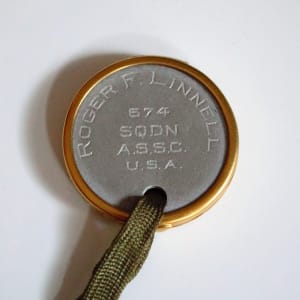 ROGER F. LINNELL
574
SQDN
A.S.S.C.
U.S.A.